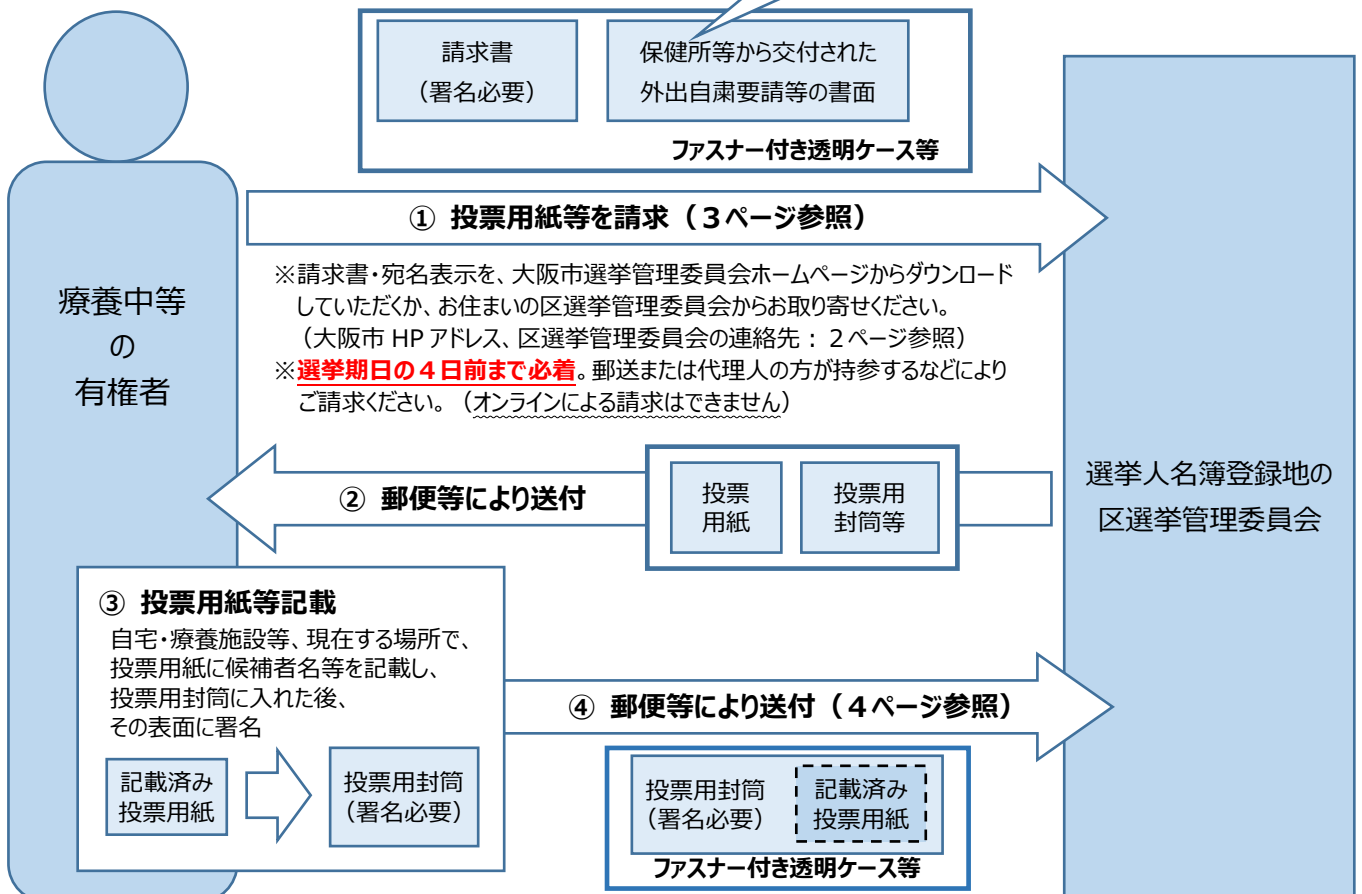 請求書
（署名必要）
保健所等から交付された
外出自粛要請等の書面
ファスナー付き透明ケース等
① 投票用紙等を請求（３ページ参照）
※請求書・宛名表示を、大阪市選挙管理委員会ホームページからダウンロード
していただくか、お住まいの区選挙管理委員会からお取り寄せください。
（大阪市 HP アドレス、区選挙管理委員会の連絡先：２ページ参照）
※選挙期日の４日前まで必着。郵送または代理人の方が持参するなどにより
ご請求ください。（オンラインによる請求はできません）
療養中等
の
有権者
選挙人名簿登録地の
区選挙管理委員会
② 郵便等により送付
投票
用紙
投票用
封筒等
③ 投票用紙等記載
自宅・療養施設等、現在する場所で、
投票用紙に候補者名等を記載し、
投票用封筒に入れた後、
その表面に署名
記載済み
投票用紙
投票用封筒
（署名必要）
④ 郵便等により送付（４ページ参照）
投票用封筒
（署名必要）
記載済み
投票用紙
ファスナー付き透明ケース等